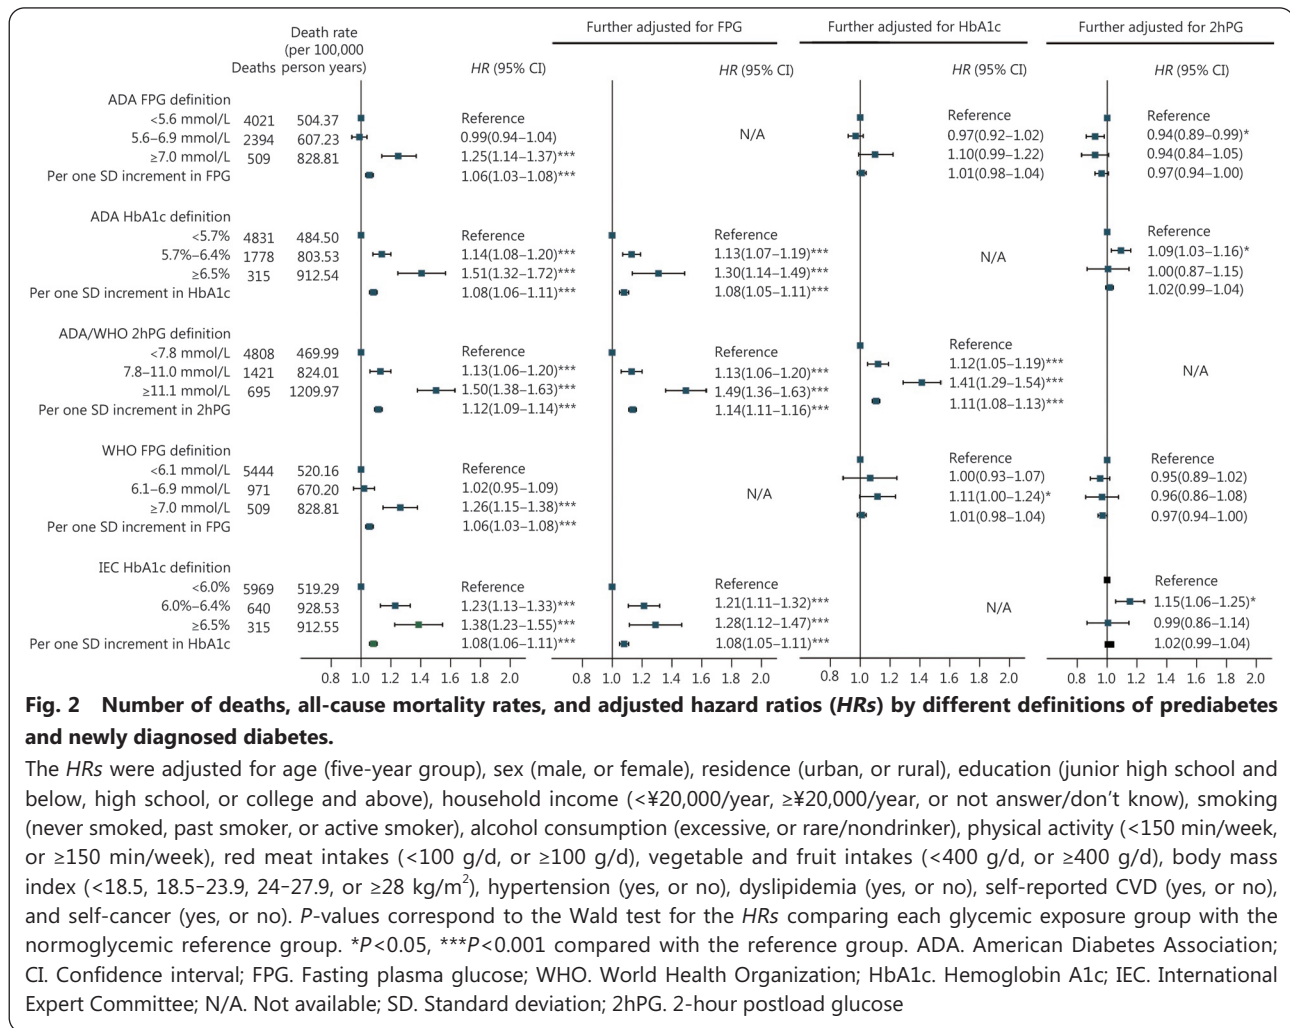 Death rate
(per 100,000
Deaths person years) HR (95% CI)
Further adjusted for FPG Further adjusted for HbA1c Further adjusted for 2hPG
HR (95% CI) HR (95% CI) HR (95% CI)
ADA FPG definition
<5.6 mmol/L 4021 504.37 Reference Reference Reference
5.6–6.9 mmol/L 2394 607.23 0.99(0.94–1.04) N/A 0.97(0.92–1.02) 0.94(0.89–0.99)*
≥7.0 mmol/L 509 828.81 1.25(1.14–1.37)*** 1.10(0.99–1.22) 0.94(0.84–1.05)
Per one SD increment in FPG 1.06(1.03–1.08)*** 1.01(0.98–1.04) 0.97(0.94–1.00)
ADA HbA1c definition
<5.7% 4831 484.50 Reference Reference Reference
5.7%–6.4% 1778 803.53 1.14(1.08–1.20)*** 1.13(1.07–1.19)*** N/A 1.09(1.03–1.16)*
≥6.5% 315 912.54 1.51(1.32–1.72)*** 1.30(1.14–1.49)*** 1.00(0.87–1.15)
Per one SD increment in HbA1c 1.08(1.06–1.11)*** 1.08(1.05–1.11)*** 1.02(0.99–1.04)
ADA/WHO 2hPG definition
<7.8 mmol/L 4808 469.99 Reference Reference Reference
7.8–11.0 mmol/L 1421 824.01 1.13(1.06–1.20)*** 1.13(1.06–1.20)*** 1.12(1.05–1.19)*** N/A
≥11.1 mmol/L 695 1209.97 1.50(1.38–1.63)*** 1.49(1.36–1.63)*** 1.41(1.29–1.54)***
Per one SD increment in 2hPG 1.12(1.09–1.14)*** 1.14(1.11–1.16)*** 1.11(1.08–1.13)***
WHO FPG definition
<6.1 mmol/L 5444 520.16 Reference Reference Reference
6.1–6.9 mmol/L 971 670.20 1.02(0.95–1.09) N/A 1.00(0.93–1.07) 0.95(0.89–1.02)
≥7.0 mmol/L 509 828.81 1.26(1.15–1.38)*** 1.11(1.00–1.24)* 0.96(0.86–1.08)
Per one SD increment in FPG 1.06(1.03–1.08)*** 1.01(0.98–1.04) 0.97(0.94–1.00)
IEC HbA1c definition
<6.0% 5969 519.29 Reference Reference Reference
6.0%–6.4% 640 928.53 1.23(1.13–1.33)*** 1.21(1.11–1.32)*** N/A 1.15(1.06–1.25)*
≥6.5% 315 912.55 1.38(1.23–1.55)*** 1.28(1.12–1.47)*** 0.99(0.86–1.14)
Per one SD increment in HbA1c 1.08(1.06–1.11)*** 1.08(1.05–1.11)*** 1.02(0.99–1.04)
1.0 1.2 1.4 1.6 1.8 2.0 1.0 1.2 1.4 1.6 1.8 2.0 0.8 1.0 1.2 1.4 1.6 1.8 2.0 0.8 1.0 1.2 1.4 1.6 1.8 2.0
Fig. 2 Number of deaths, all-cause mortality rates, and adjusted hazard ratios (HRs) by different definitions of prediabetes
and newly diagnosed diabetes.
The HRs were adjusted for age (five-year group), sex (male, or female), residence (urban, or rural), education (junior high school and
below, high school, or college and above), household income (<¥20,000/year, ≥¥20,000/year, or not answer/don't know), smoking
(never smoked, past smoker, or active smoker), alcohol consumption (excessive, or rare/nondrinker), physical activity (<150 min/week,
or ≥150 min/week), red meat intakes (<100 g/d, or ≥100 g/d), vegetable and fruit intakes (<400 g/d, or ≥400 g/d), body mass
index (<18.5, 18.5–23.9, 24–27.9, or ≥28 kg/m²), hypertension (yes, or no), dyslipidemia (yes, or no), self-reported CVD (yes, or no),
and self-cancer (yes, or no). P-values correspond to the Wald test for the HRs comparing each glycemic exposure group with the
normoglycemic reference group. *P<0.05, ***P<0.001 compared with the reference group. ADA. American Diabetes Association;
CI. Confidence interval; FPG. Fasting plasma glucose; WHO. World Health Organization; HbA1c. Hemoglobin A1c; IEC. International
Expert Committee; N/A. Not available; SD. Standard deviation; 2hPG. 2-hour postload glucose